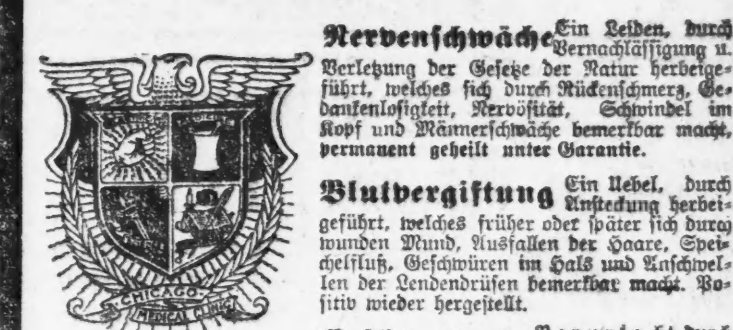 Nervenschwäche Ein Leiden, durch
Vernachlässigung u.
Verletzung der Gesetze der Natur herbeige-
führt, welches sich durch Rückenschmerz, Ge-
dankenlosigkeit, Nervösität, Schwindel im
Kopf und Männerschwäche bemerkbar macht,
permanent geheilt unter Garantie.
Blutvergiftung Ein Uebel, durch
Ansteckung herbei-
geführt, welches früher oder später sich durch
wunden Mund, Ausfallen der Haare, Spei-
chelfluß, Geschwüren im Hals und Anschwel-
len der Lendendrüsen bemerkbar macht. Po-
sitiv wieder hergestellt.
CHICAGO
MEDICAL CLINIC